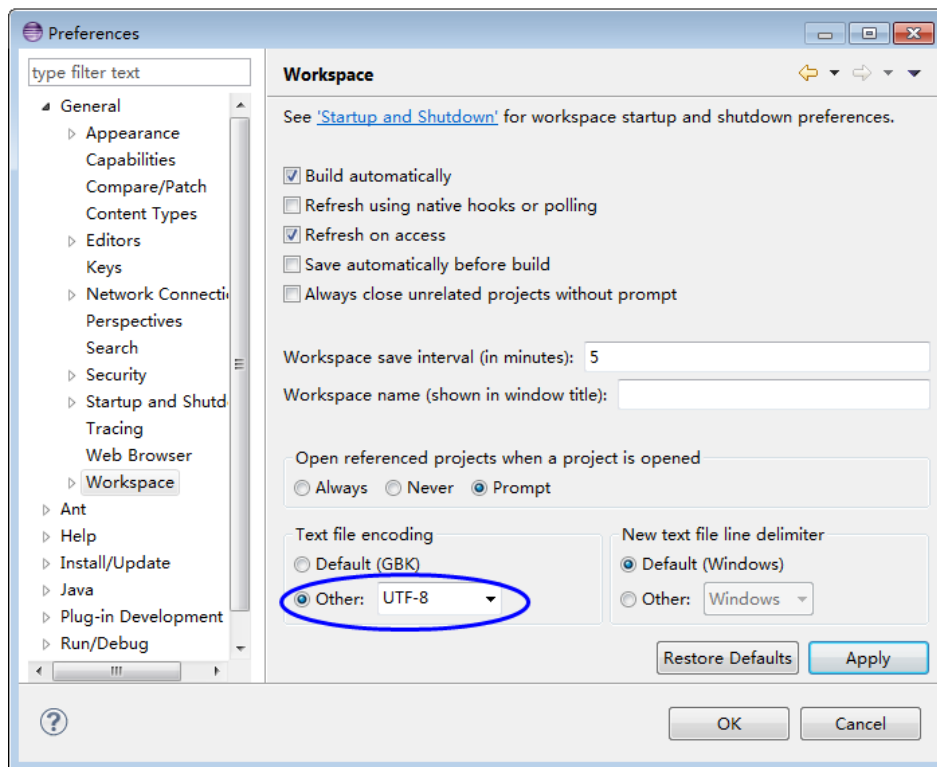 Preferences
type filter text
Workspace
General
Appearance
Capabilities
Compare/Patch
Content Types
Editors
Keys
Network Connecti
Perspectives
Search
Security
Startup and Shutd
Tracing
Web Browser
Workspace
Ant
Help
Install/Update
Java
Plug-in Development
Run/Debug
See 'Startup and Shutdown' for workspace startup and shutdown preferences.
Build automatically
Refresh using native hooks or polling
Refresh on access
Save automatically before build
Always close unrelated projects without prompt
Workspace save interval (in minutes): 5
Workspace name (shown in window title):
Open referenced projects when a project is opened
Always Never Prompt
Text file encoding
Default (GBK)
Other: UTF-8
New text file line delimiter
Default (Windows)
Other: Windows
Restore Defaults Apply
OK Cancel